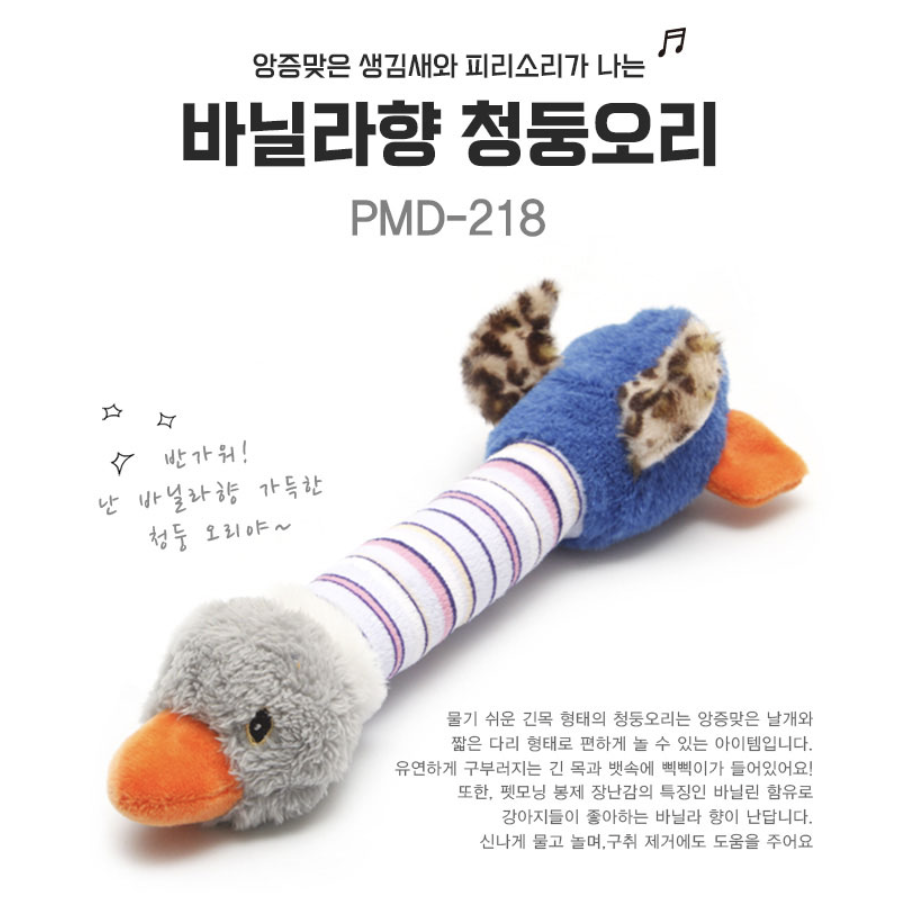 앙증맞은 생김새와 피리소리가 나는
바닐라향 청둥오리
PMD-218
반가워!
난 바닐라향 가득한
청둥 오리야~
물기 쉬운 긴목 형태의 청둥오리는 앙증맞은 날개와
짧은 다리 형태로 편하게 놀 수 있는 아이템입니다.
유연하게 구부러지는 긴 목과 뱃속에 삑삑이가 들어있어요!
또한, 펫모닝 봉제 장난감의 특징인 바닐린 함유로
강아지들이 좋아하는 바닐라 향이 난답니다.
신나게 물고 놀며,구취 제거에도 도움을 주어요